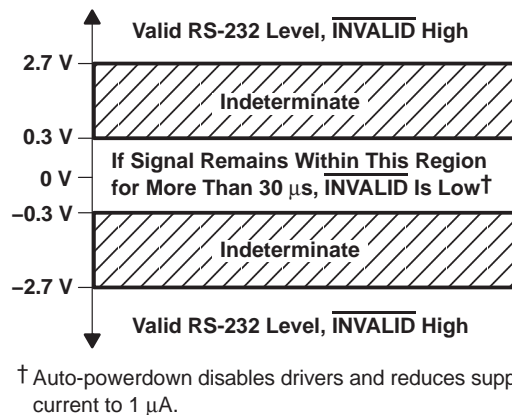 Valid RS-232 Level, INVALID High
2.7 V
Indeterminate
0.3 V
If Signal Remains Within This Region
0 V
for More Than 30 μs, INVALID Is Low†
−0.3 V
Indeterminate
−2.7 V
Valid RS-232 Level, INVALID High
† Auto-powerdown disables drivers and reduces supp
current to 1 μA.